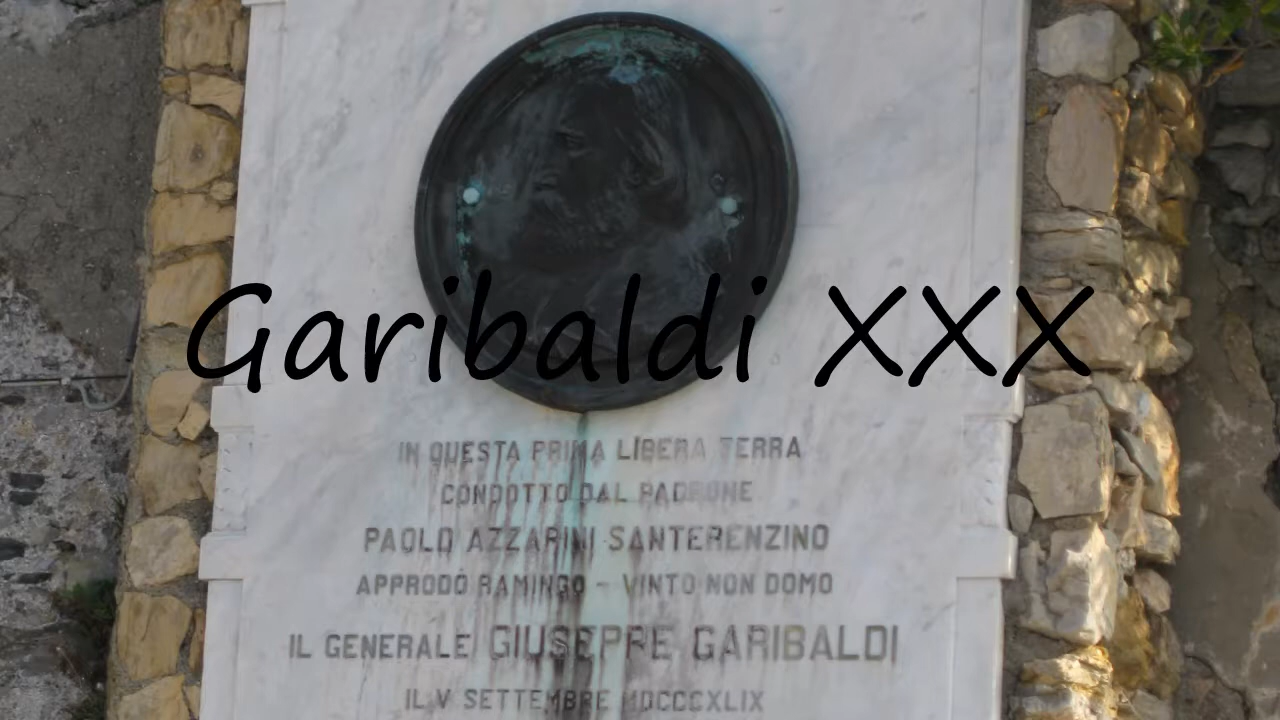 Garibaldi XXX
IN QUESTA PRIMA LIBERA TERRA
CONDOTTO DAL PADRONE
PAOLO AZZARINI SANTERENZINO
APPRODÒ RAMINGO - VINTO NON DOMO
IL GENERALE GIUSEPPE GARIBALDI
IL V SETTEMBRE MDCCCXLIX